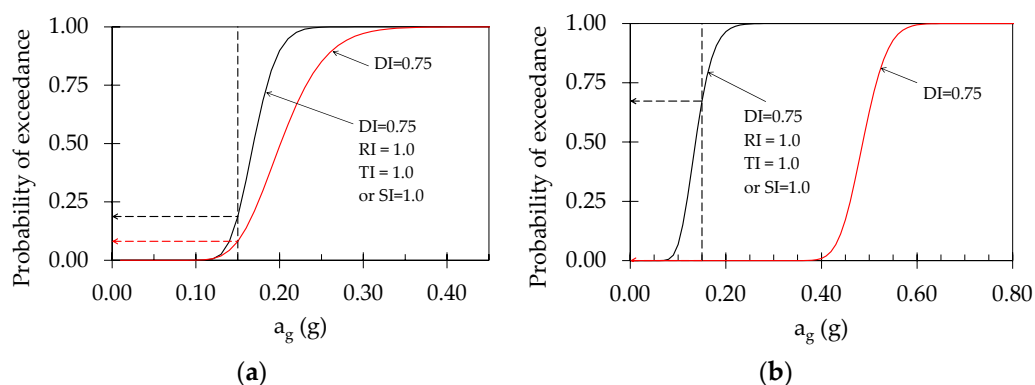 (a)
Probability of exceedance
1.00
0.75
0.50
0.25
0.00
DI=0.75
DI=0.75
RI = 1.0
TI = 1.0
or SI=1.0
0.00 0.10 0.20 0.30 0.40
a_g (g)
(a)
(b)
Probability of exceedance
1.00
0.75
0.50
0.25
0.00
DI=0.75
RI = 1.0
TI = 1.0
or SI=1.0
DI=0.75
0.00 0.20 0.40 0.60 0.80
a_g (g)
(b)